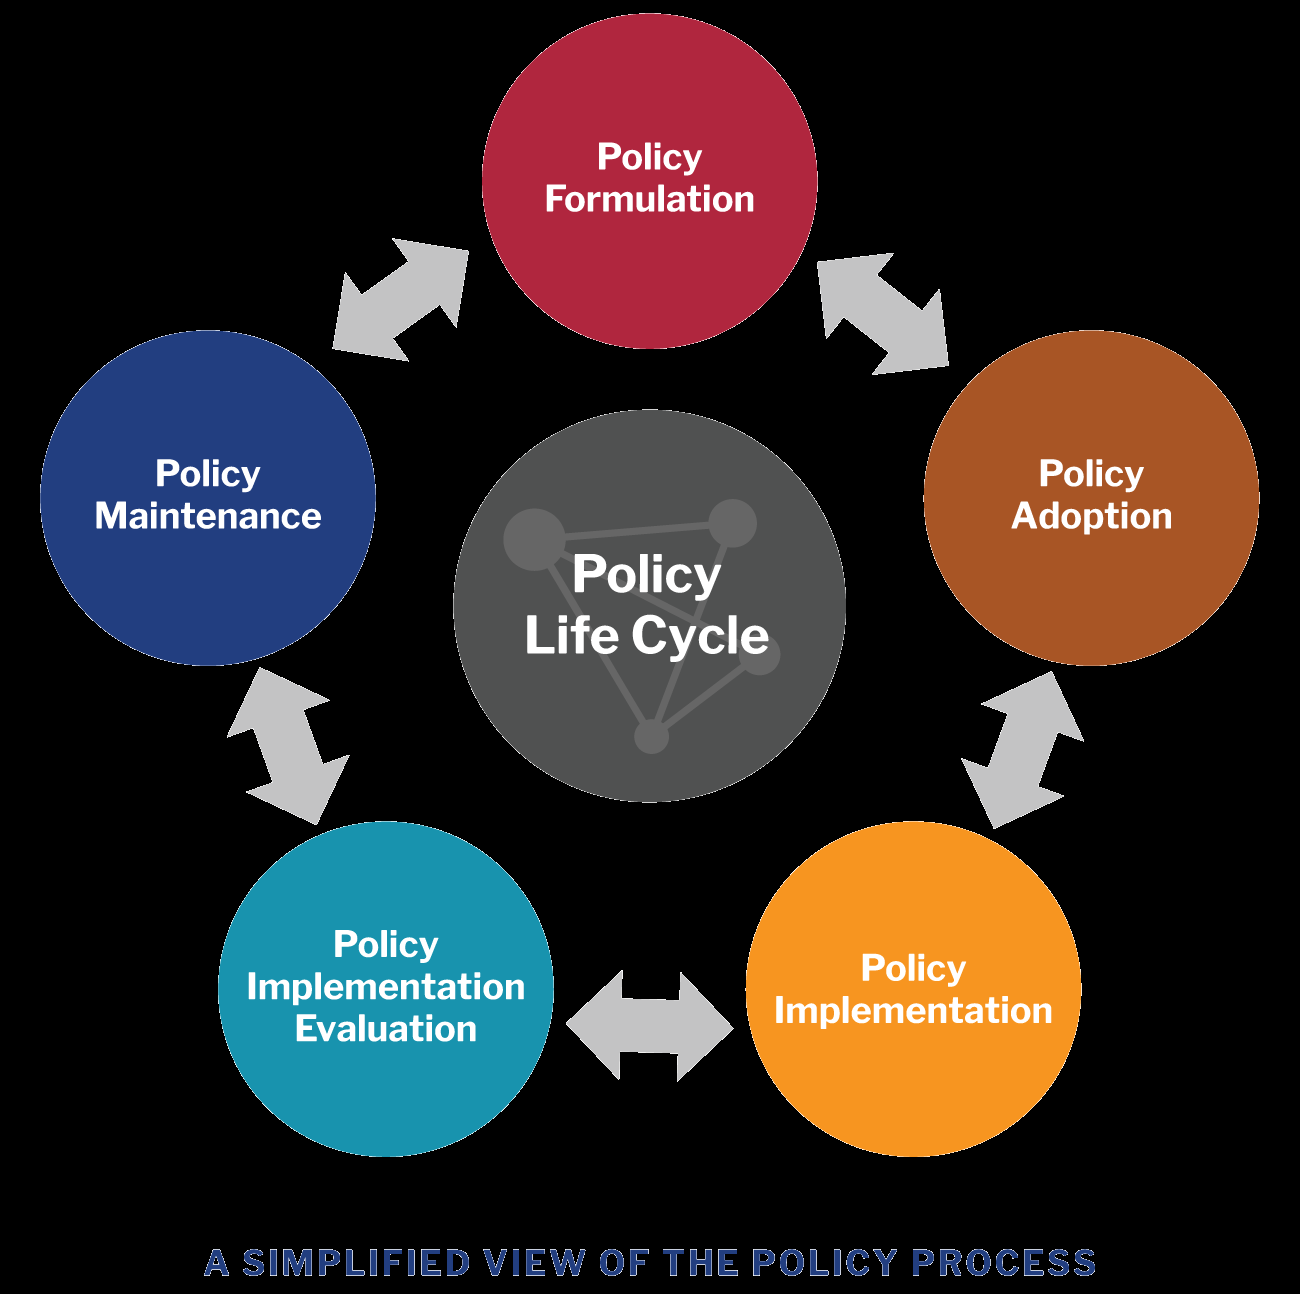 Policy
Formulation
Policy
Maintenance
Policy
Adoption
Policy
Life Cycle
Policy
Implementation
Evaluation
Policy
Implementation
A SIMPLIFIED VIEW OF THE POLICY PROCESS